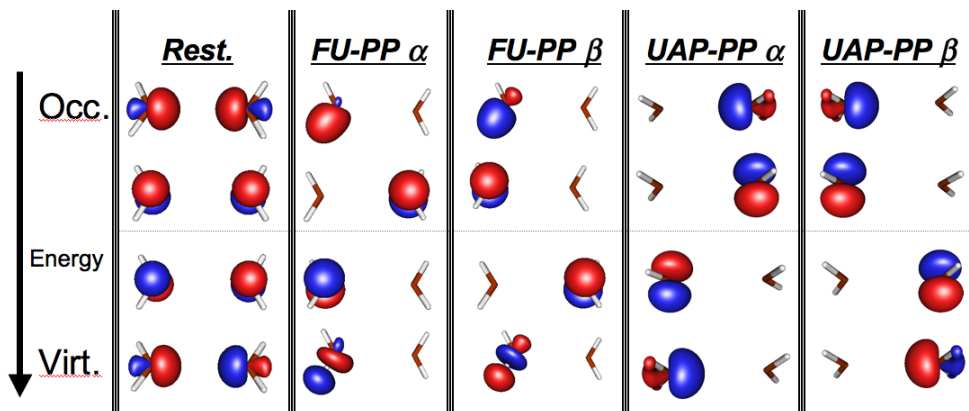 Rest. FU-PP α FU-PP β UAP-PP α UAP-PP β
Occ.
Energy
Virt.